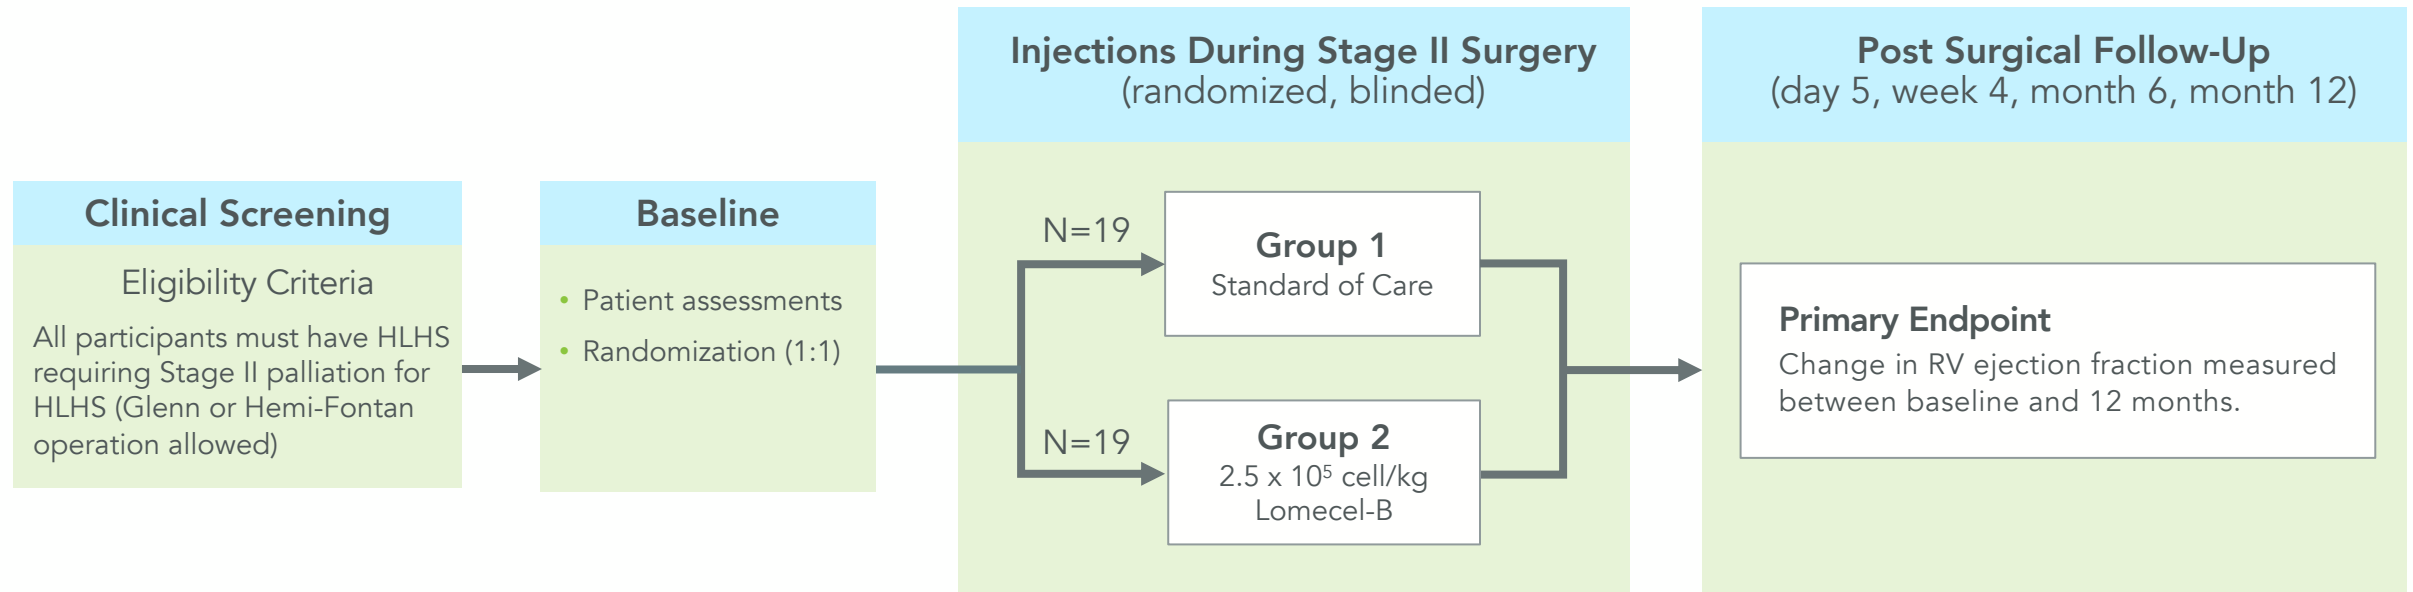 Clinical Screening
Eligibility Criteria
All participants must have HLHS
requiring Stage II palliation for
HLHS (Glenn or Hemi-Fontan
operation allowed)
Baseline
• Patient assessments
• Randomization (1:1)
Injections During Stage II Surgery
(randomized, blinded)
N=19
Group 1
Standard of Care
N=19
Group 2
2.5 x 10⁵ cell/kg
Lomecel-B
Post Surgical Follow-Up
(day 5, week 4, month 6, month 12)
Primary Endpoint
Change in RV ejection fraction measured
between baseline and 12 months.